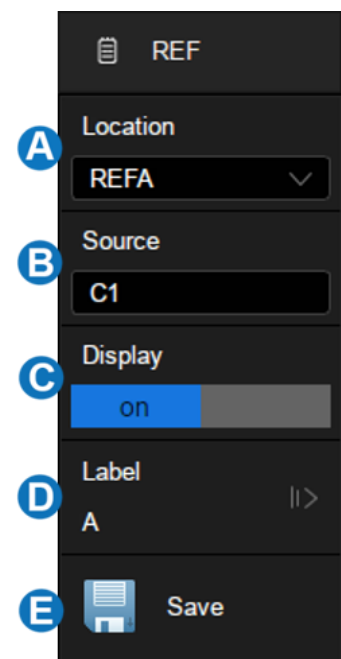 REF
A
Location
REFA
B
Source
C1
C
Display
on
D
Label
A
E
Save